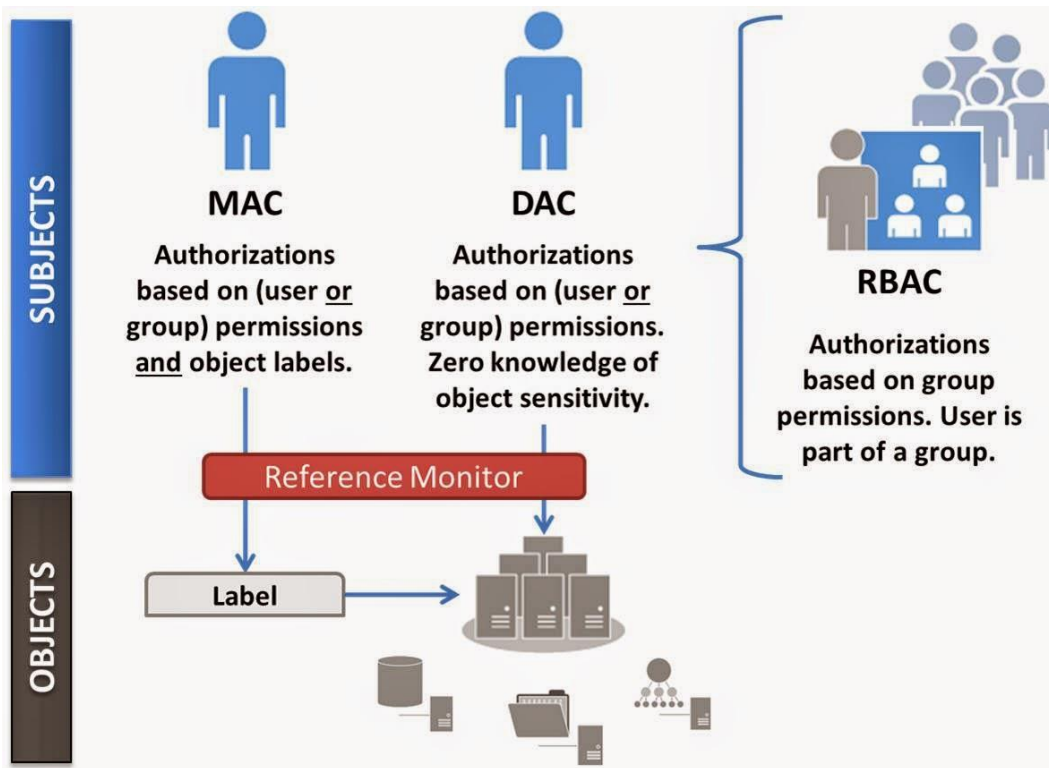 SUBJECTS
MAC
Authorizations
based on (user or
group) permissions
and object labels.
DAC
Authorizations
based on (user or
group) permissions.
Zero knowledge of
object sensitivity.
RBAC
Authorizations
based on group
permissions. User is
part of a group.
Reference Monitor
OBJECTS
Label